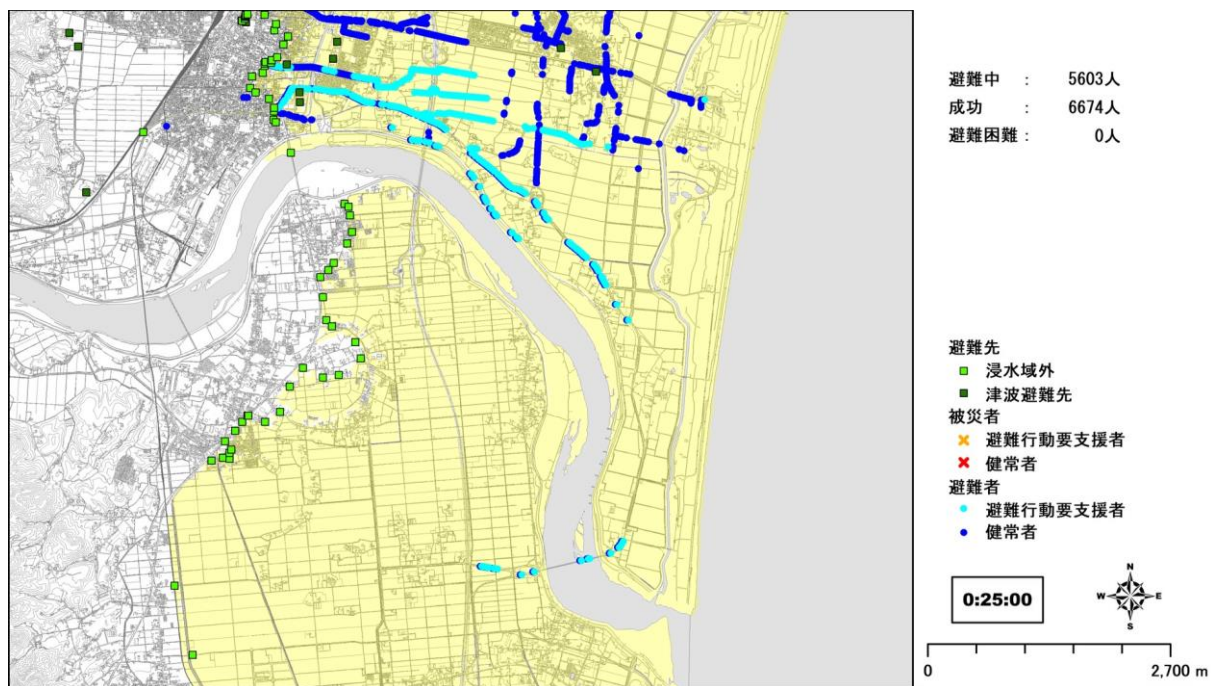 避難中 : 5603人
成功 : 6674人
避難困難 : 0人
避難先
浸水域外
津波避難先
被災者
避難行動要支援者
健常者
避難者
避難行動要支援者
健常者
0:25:00
N
W E
S
0 2,700 m